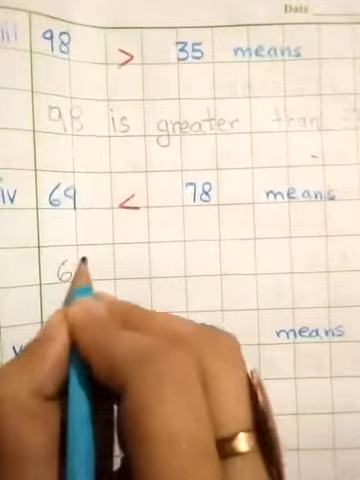 Date
iii 98 > 35 means
98 is greater than
iv 69 < 78 means
6
means